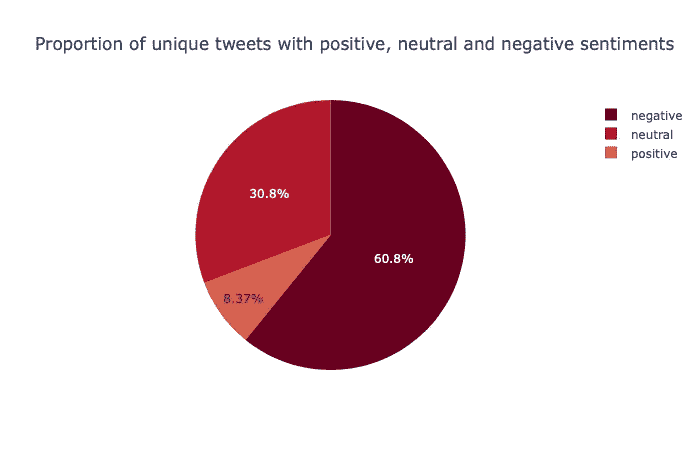 Proportion of unique tweets with positive, neutral and negative sentiments
negative
neutral
positive
30.8%
60.8%
8.37%